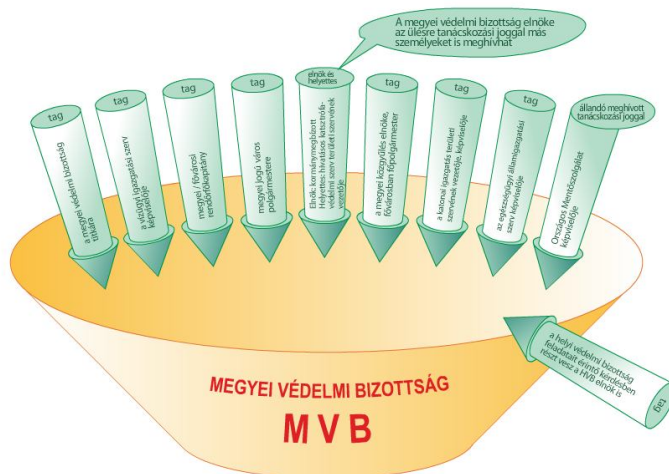 A megyei védelmi bizottság elnöke
az ülésre tanácskozási joggal más
személyeket is meghívhat
tag
a megyei védelmi bizottság
titkára
tag
a vízügyi igazgatási szerv
képviselője
tag
megyei / fővárosi
rendőrfőkapitány
tag
megyei jogú város
polgármestere
elnök és
helyettes
Elnök: kormánymegbízott
Helyettes: hivatásos katasztrófa-
védelmi szerv területi szervének
vezetője
tag
a megyei közgyűlés elnöke,
fővárosban főpolgármester
tag
a katonai igazgatás területi
szervének vezetője, képviselője
tag
az egészségügyi államigazgatási
szerv képviselője
állandó meghívott
tanácskozási joggal
Országos Mentőszolgálat
képviselője
a helyi védelmi bizottság
feladatait érintő kérdésben
részt vesz a HVB elnök is
tag
MEGYEI VÉDELMI BIZOTTSÁG
M V B